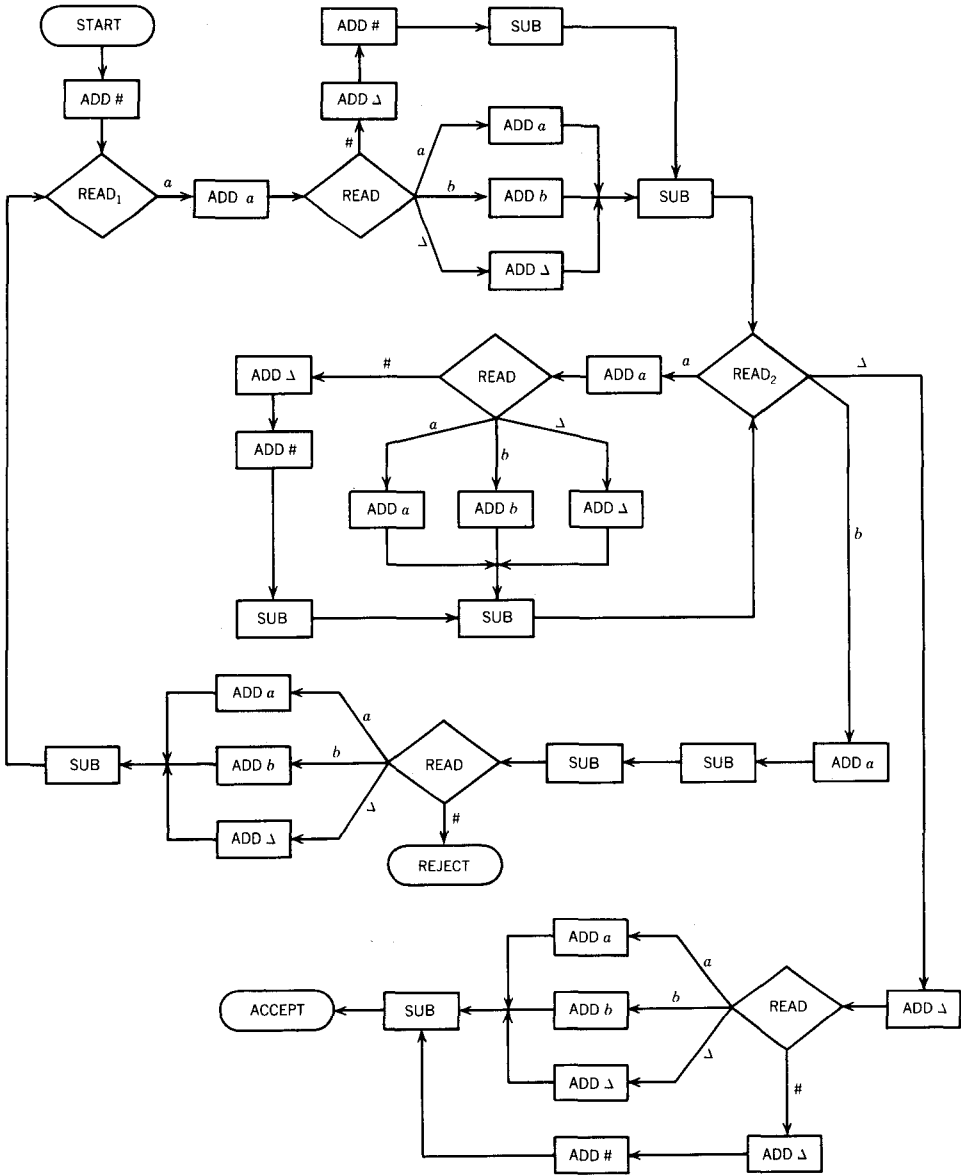 START
ADD #
SUB
ADD #
ADD Δ
#
a
ADD a
READ₁
a
ADD a
READ
b
ADD b
SUB
Δ
ADD Δ
ADD Δ
#
READ
ADD a
a
READ₂
Δ
ADD #
a
b
Δ
ADD a
ADD b
ADD Δ
b
SUB
SUB
ADD a
a
SUB
ADD b
b
READ
SUB
SUB
ADD a
ADD Δ
Δ
#
REJECT
ADD a
a
ACCEPT
SUB
ADD b
b
READ
ADD Δ
ADD Δ
Δ
#
ADD #
ADD Δ